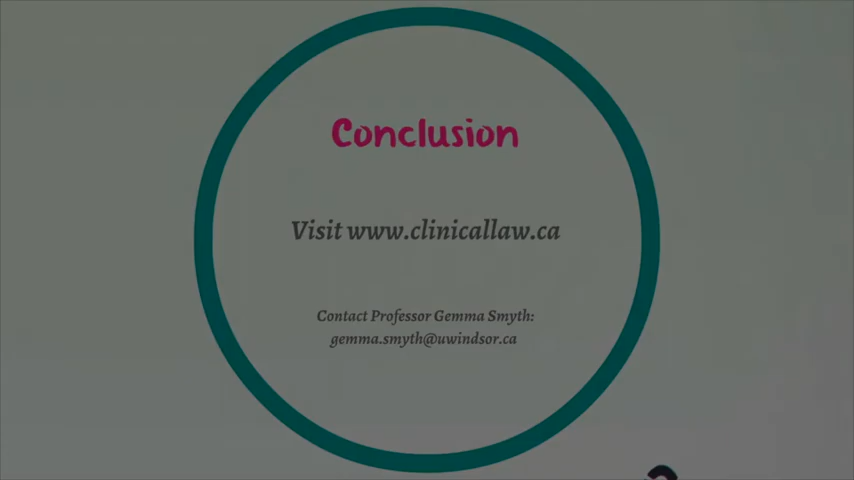 Conclusion
Visit www.clinicallaw.ca
Contact Professor Gemma Smyth:
gemma.smyth@uwindsor.ca